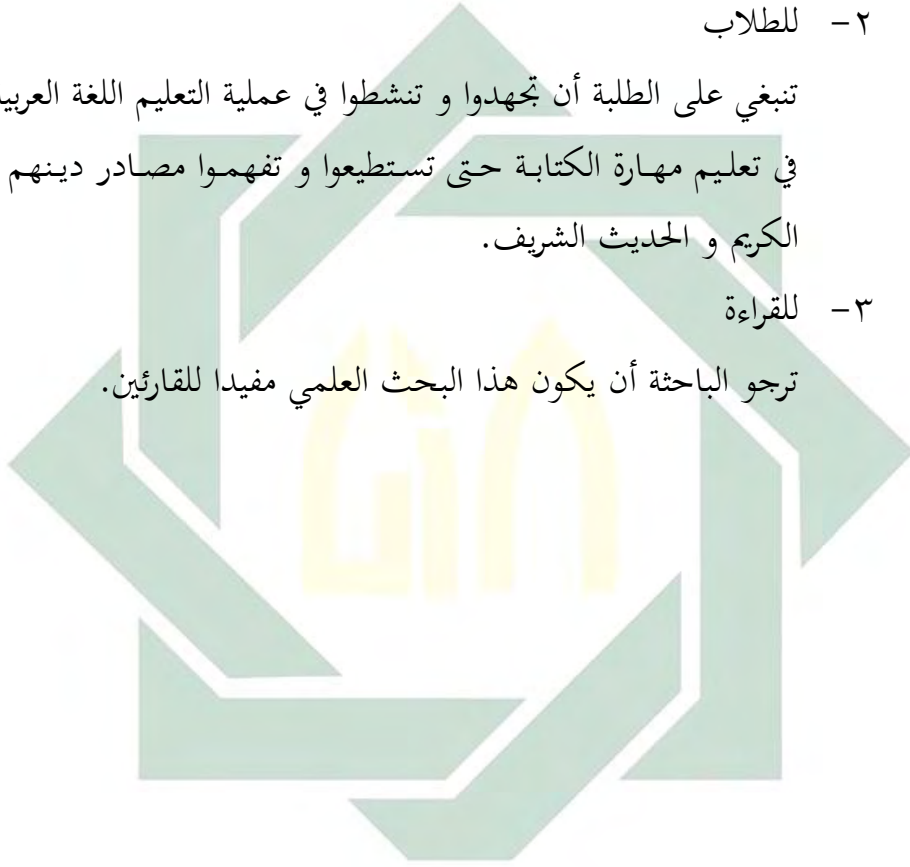 ٢- للطلاب
تنبغي على الطلبة أن تجهدوا و تنشطوا في عملية التعليم اللغة
في تعليم مهارة الكتابة حتى تستطيعوا و تفهموا مصادر دينهم
الكريم و الحديث الشريف.
٣- للقراءة
ترجو الباحثة أن يكون هذا البحث العلمي مفيدا للقارئين.